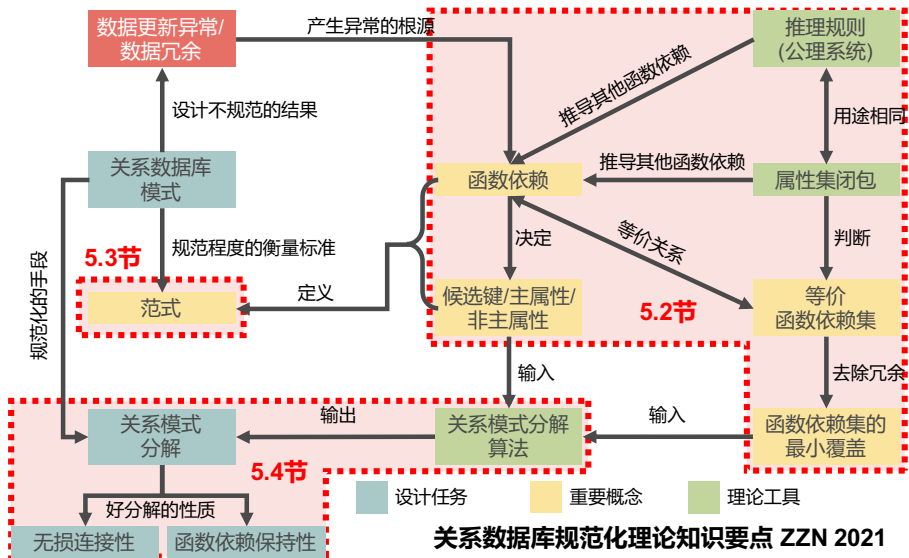 数据更新异常/
数据冗余
产生异常的根源
推理规则
(公理系统)
设计不规范的结果
推导其他函数依赖
用途相同
关系数据库
模式
函数依赖
推导其他函数依赖
属性集闭包
规范化的手段
规范程度的衡量标准
决定
等价关系
判断
5.3节
范式
定义
候选键/主属性/
非主属性
5.2节
等价
函数依赖集
输入
去除冗余
关系模式
分解
输出
关系模式分解
算法
输入
函数依赖集的
最小覆盖
5.4节
好分解的性质
设计任务
重要概念
理论工具
无损连接性
函数依赖保持性
关系数据库规范化理论知识要点 ZZN 2021